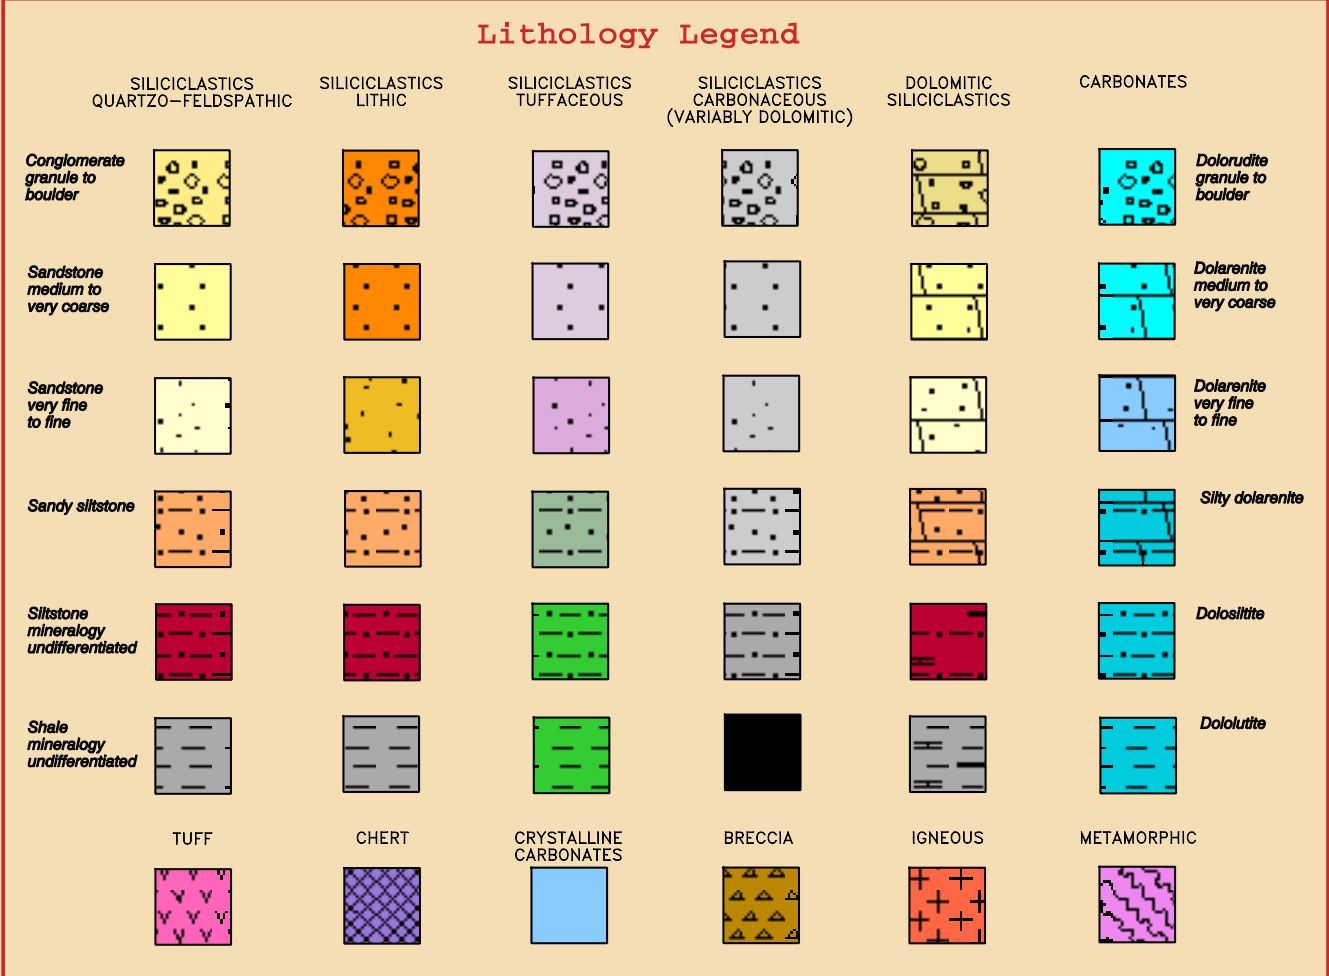 Lithology Legend
SILICICLASTICS
QUARTZO-FELDSPATHIC
SILICICLASTICS
LITHIC
SILICICLASTICS
TUFFACEOUS
SILICICLASTICS
CARBONACEOUS
(VARIABLY DOLOMITIC)
DOLOMITIC
SILICICLASTICS
CARBONATES
Conglomerate
granule to
boulder
Dolorudite
granule to
boulder
Sandstone
medium to
very coarse
Dolarenite
medium to
very coarse
Sandstone
very fine
to fine
Dolarenite
very fine
to fine
Sandy siltstone
Silty dolarenite
Siltstone
mineralogy
undifferentiated
Dolosiltite
Shale
mineralogy
undifferentiated
Dololutite
TUFF
CHERT
CRYSTALLINE
CARBONATES
BRECCIA
IGNEOUS
METAMORPHIC